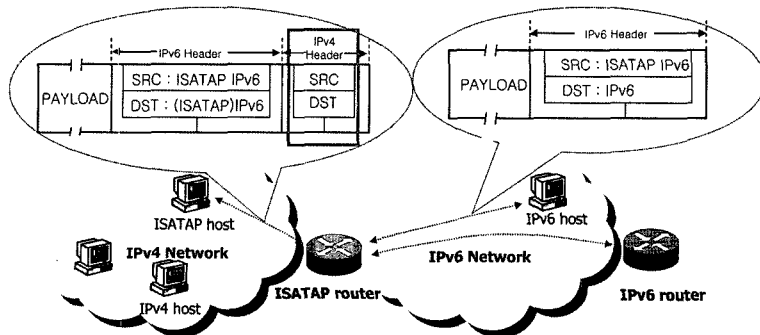 IPv6 Header
IPv4
Header
PAYLOAD
SRC : ISATAP IPv6
DST : (ISATAP)IPv6
SRC
DST
IPv6 Header
PAYLOAD
SRC : ISATAP IPv6
DST : IPv6
ISATAP host
IPv4 Network
IPv4 host
ISATAP router
IPv6 host
IPv6 Network
IPv6 router